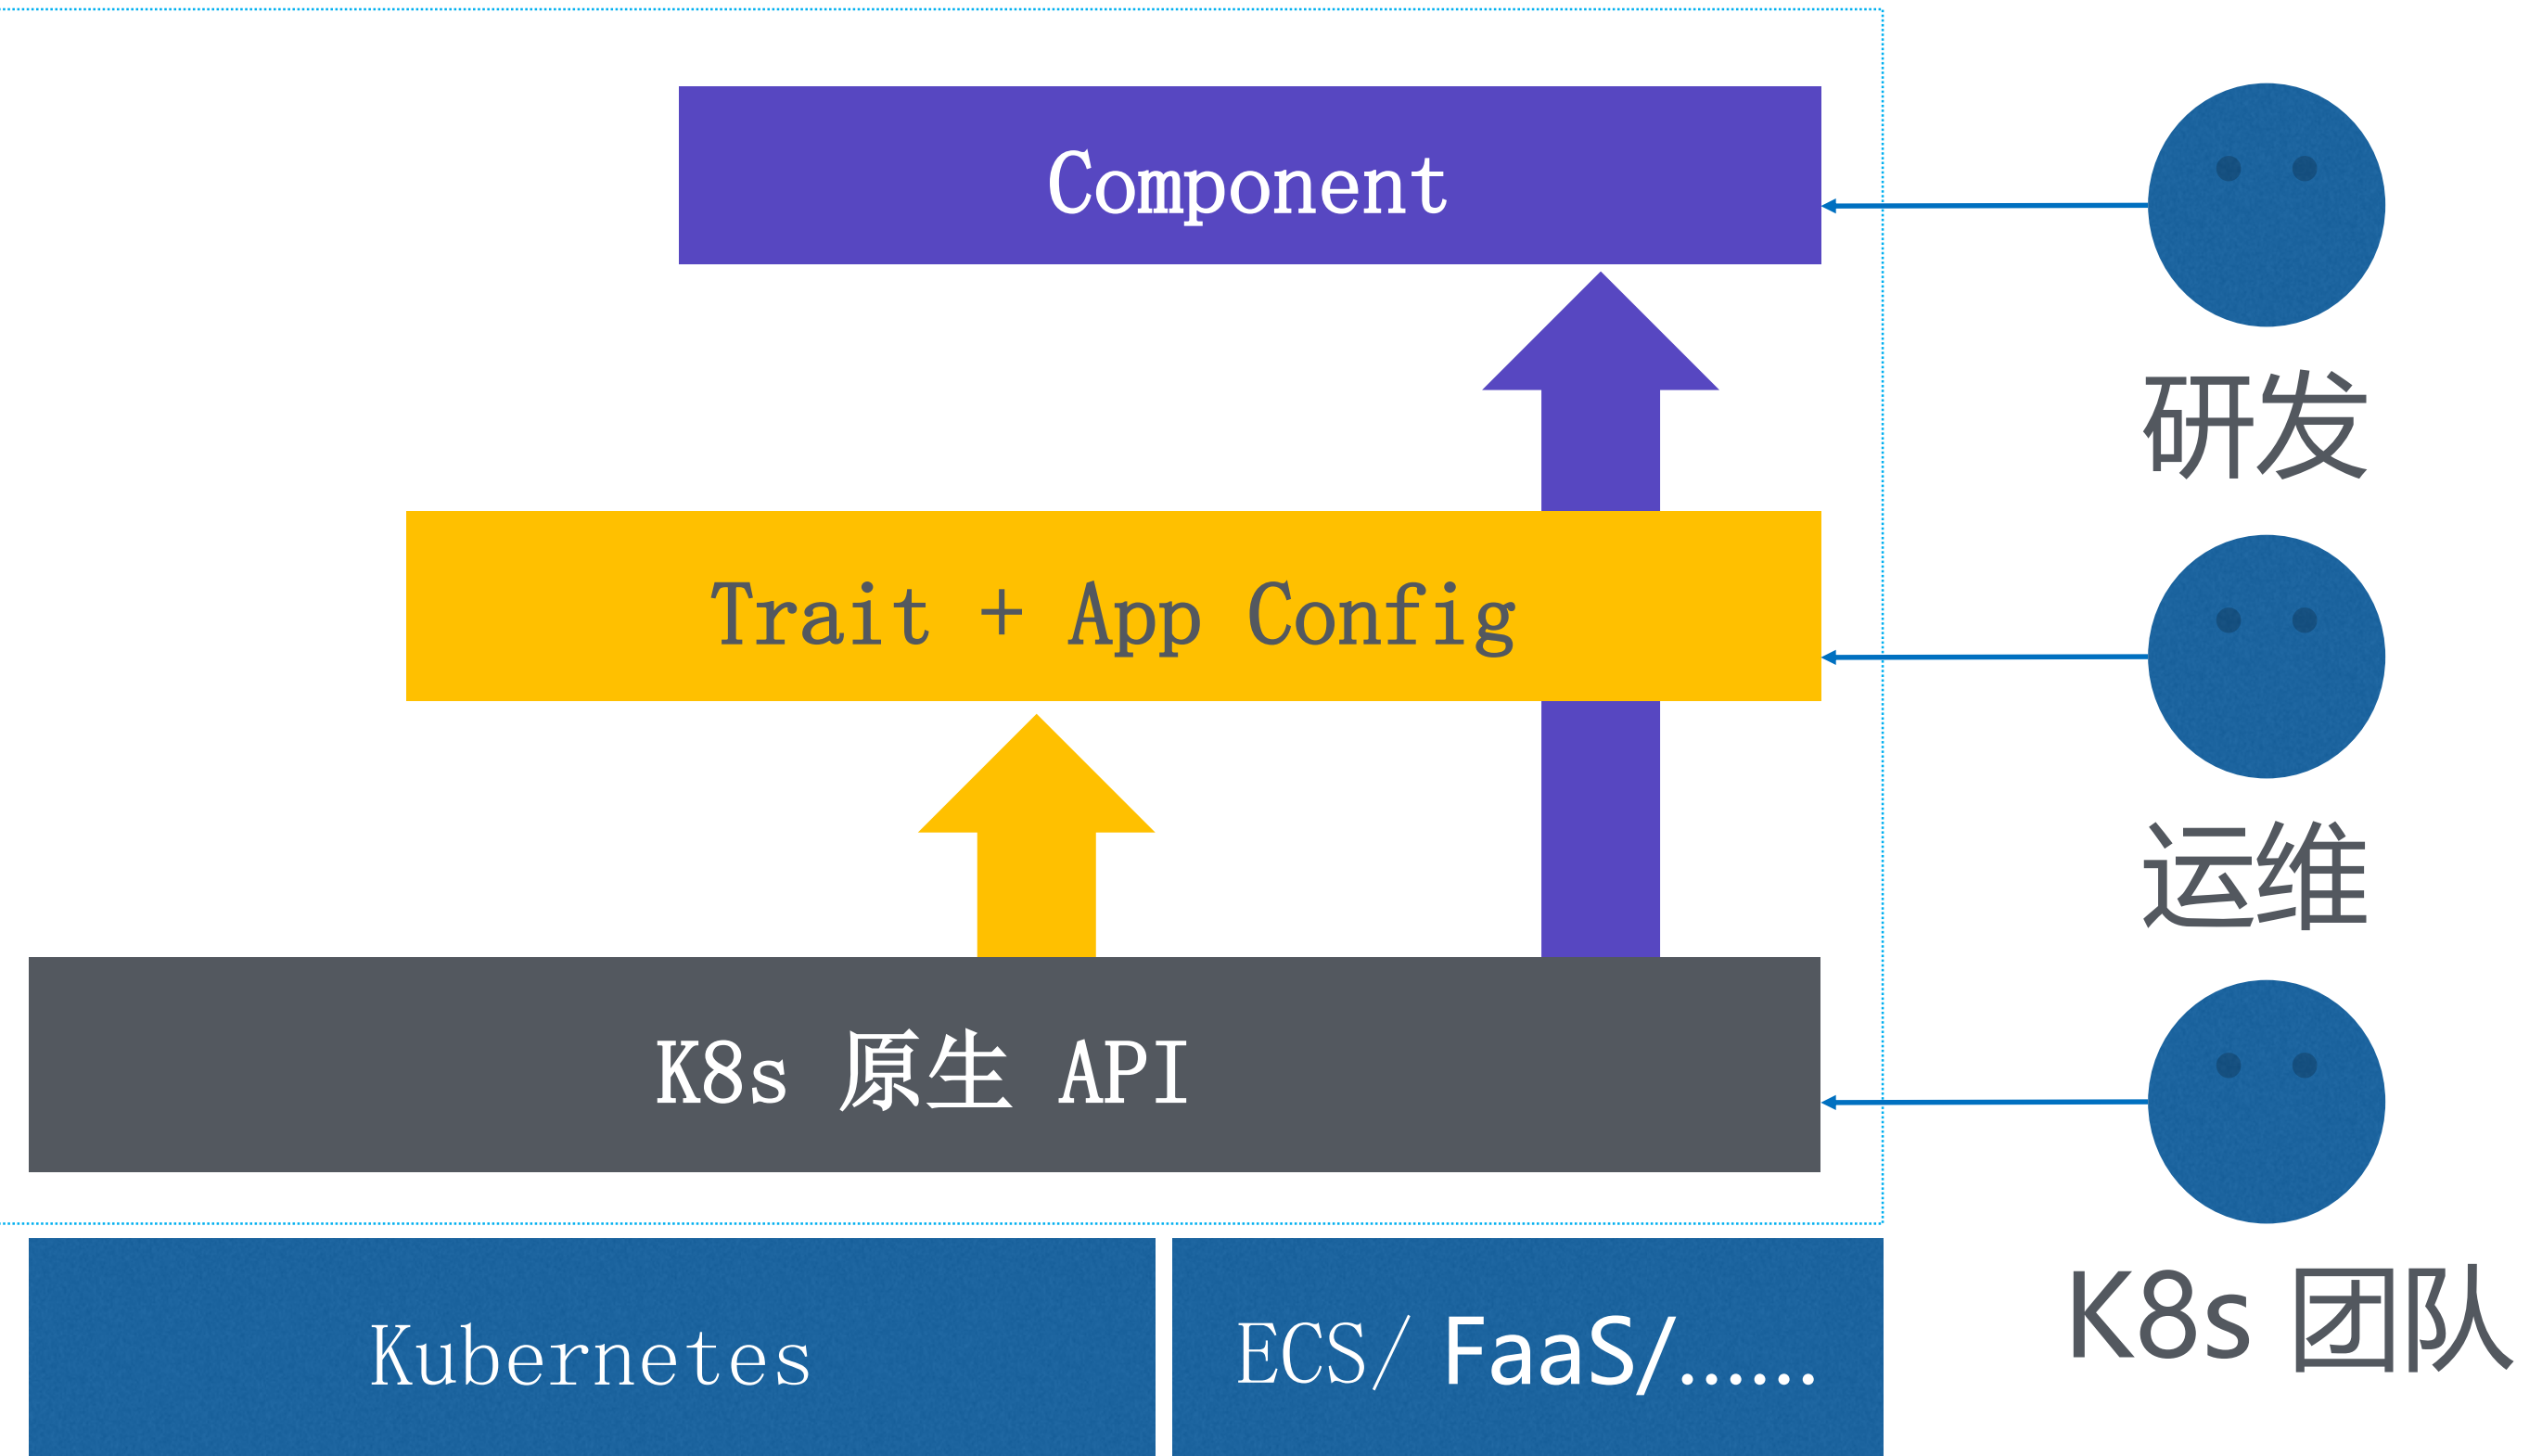 Component
研发
Trait + App Config
运维
K8s 原生 API
K8s 团队
Kubernetes
ECS/ FaaS/......